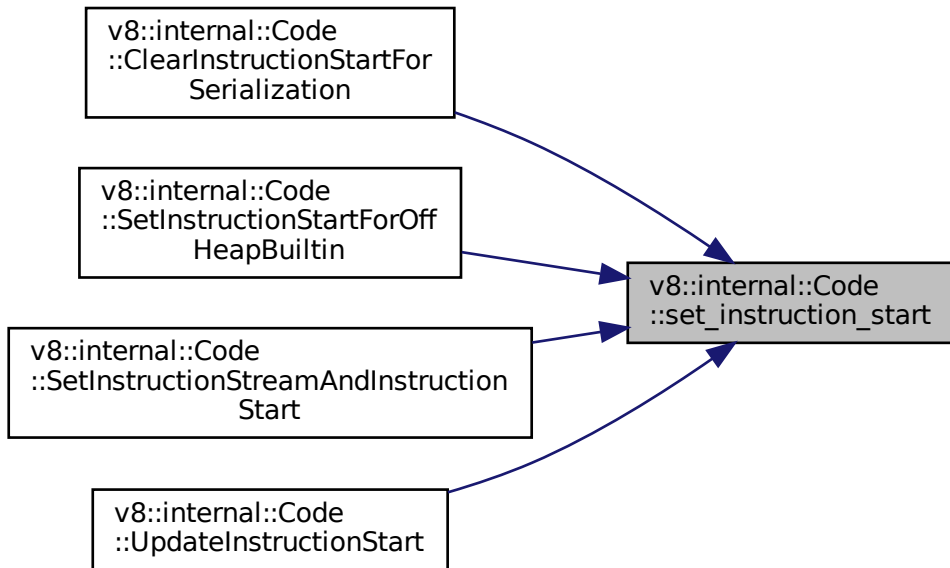 v8::internal::Code
::ClearInstructionStartFor
Serialization
v8::internal::Code
::SetInstructionStartForOff
HeapBuiltin
v8::internal::Code
::set_instruction_start
v8::internal::Code
::SetInstructionStreamAndInstruction
Start
v8::internal::Code
::UpdateInstructionStart